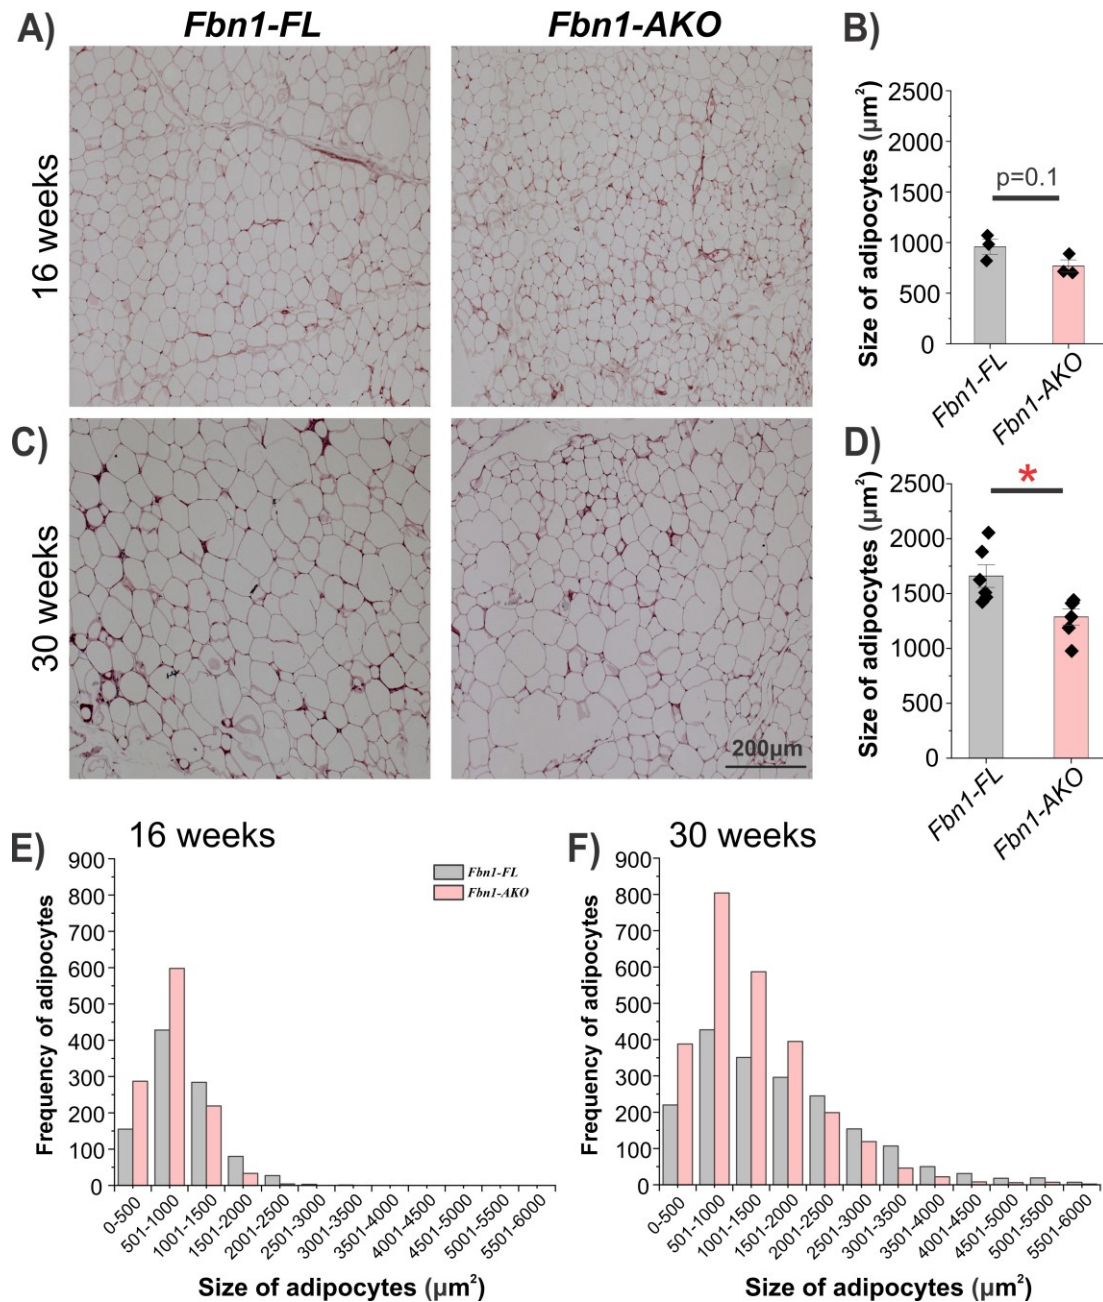 A)
Fbn1-FL
Fbn1-AKO
16 weeks
B)
Size of adipocytes (µm²)
2500
2000
1500
1000
500
0
p=0.1
Fbn1-FL
Fbn1-AKO
C)
30 weeks
200µm
D)
Size of adipocytes (µm²)
2500
2000
1500
1000
500
0
*
Fbn1-FL
Fbn1-AKO
E)
16 weeks
Frequency of adipocytes
900
800
700
600
500
400
300
200
100
0
Fbn1-FL
Fbn1-AKO
0-500
501-1000
1001-1500
1501-2000
2001-2500
2501-3000
3001-3500
3501-4000
4001-4500
4501-5000
5001-5500
5501-6000
Size of adipocytes (µm²)
F)
30 weeks
Frequency of adipocytes
900
800
700
600
500
400
300
200
100
0
0-500
501-1000
1001-1500
1501-2000
2001-2500
2501-3000
3001-3500
3501-4000
4001-4500
4501-5000
5001-5500
5501-6000
Size of adipocytes (µm²)